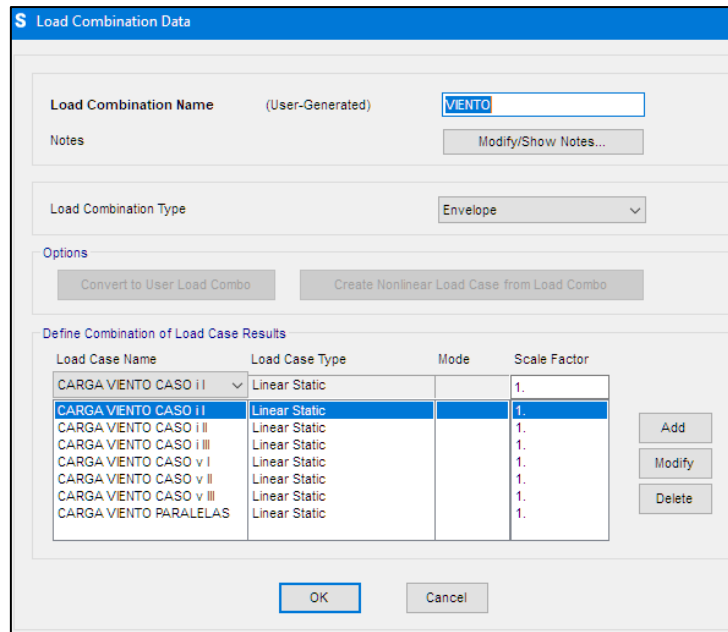 S Load Combination Data
Load Combination Name (User-Generated) VIENTO
Notes Modify/Show Notes...
Load Combination Type Envelope
Options
Convert to User Load Combo Create Nonlinear Load Case from Load Combo
Define Combination of Load Case Results
Load Case Name Load Case Type Mode Scale Factor
CARGA VIENTO CASO i I Linear Static 1.
CARGA VIENTO CASO i I Linear Static 1.
CARGA VIENTO CASO i II Linear Static 1.
CARGA VIENTO CASO i III Linear Static 1.
CARGA VIENTO CASO v I Linear Static 1.
CARGA VIENTO CASO v II Linear Static 1.
CARGA VIENTO CASO v III Linear Static 1.
CARGA VIENTO PARALELAS Linear Static 1.
Add
Modify
Delete
OK Cancel